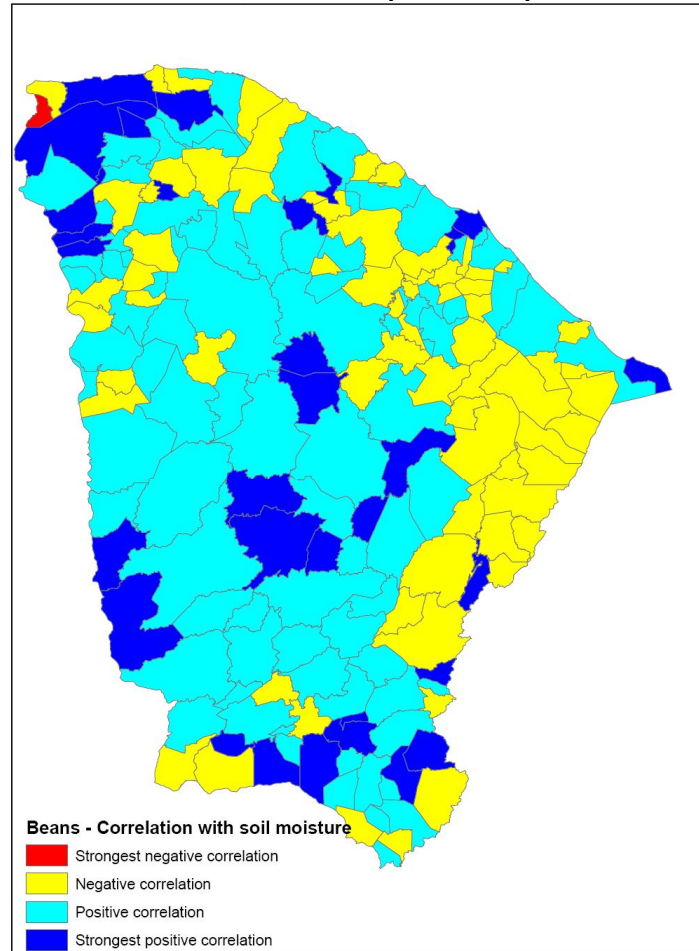 Beans - Correlation with soil moisture
Strongest negative correlation
Negative correlation
Positive correlation
Strongest positive correlation